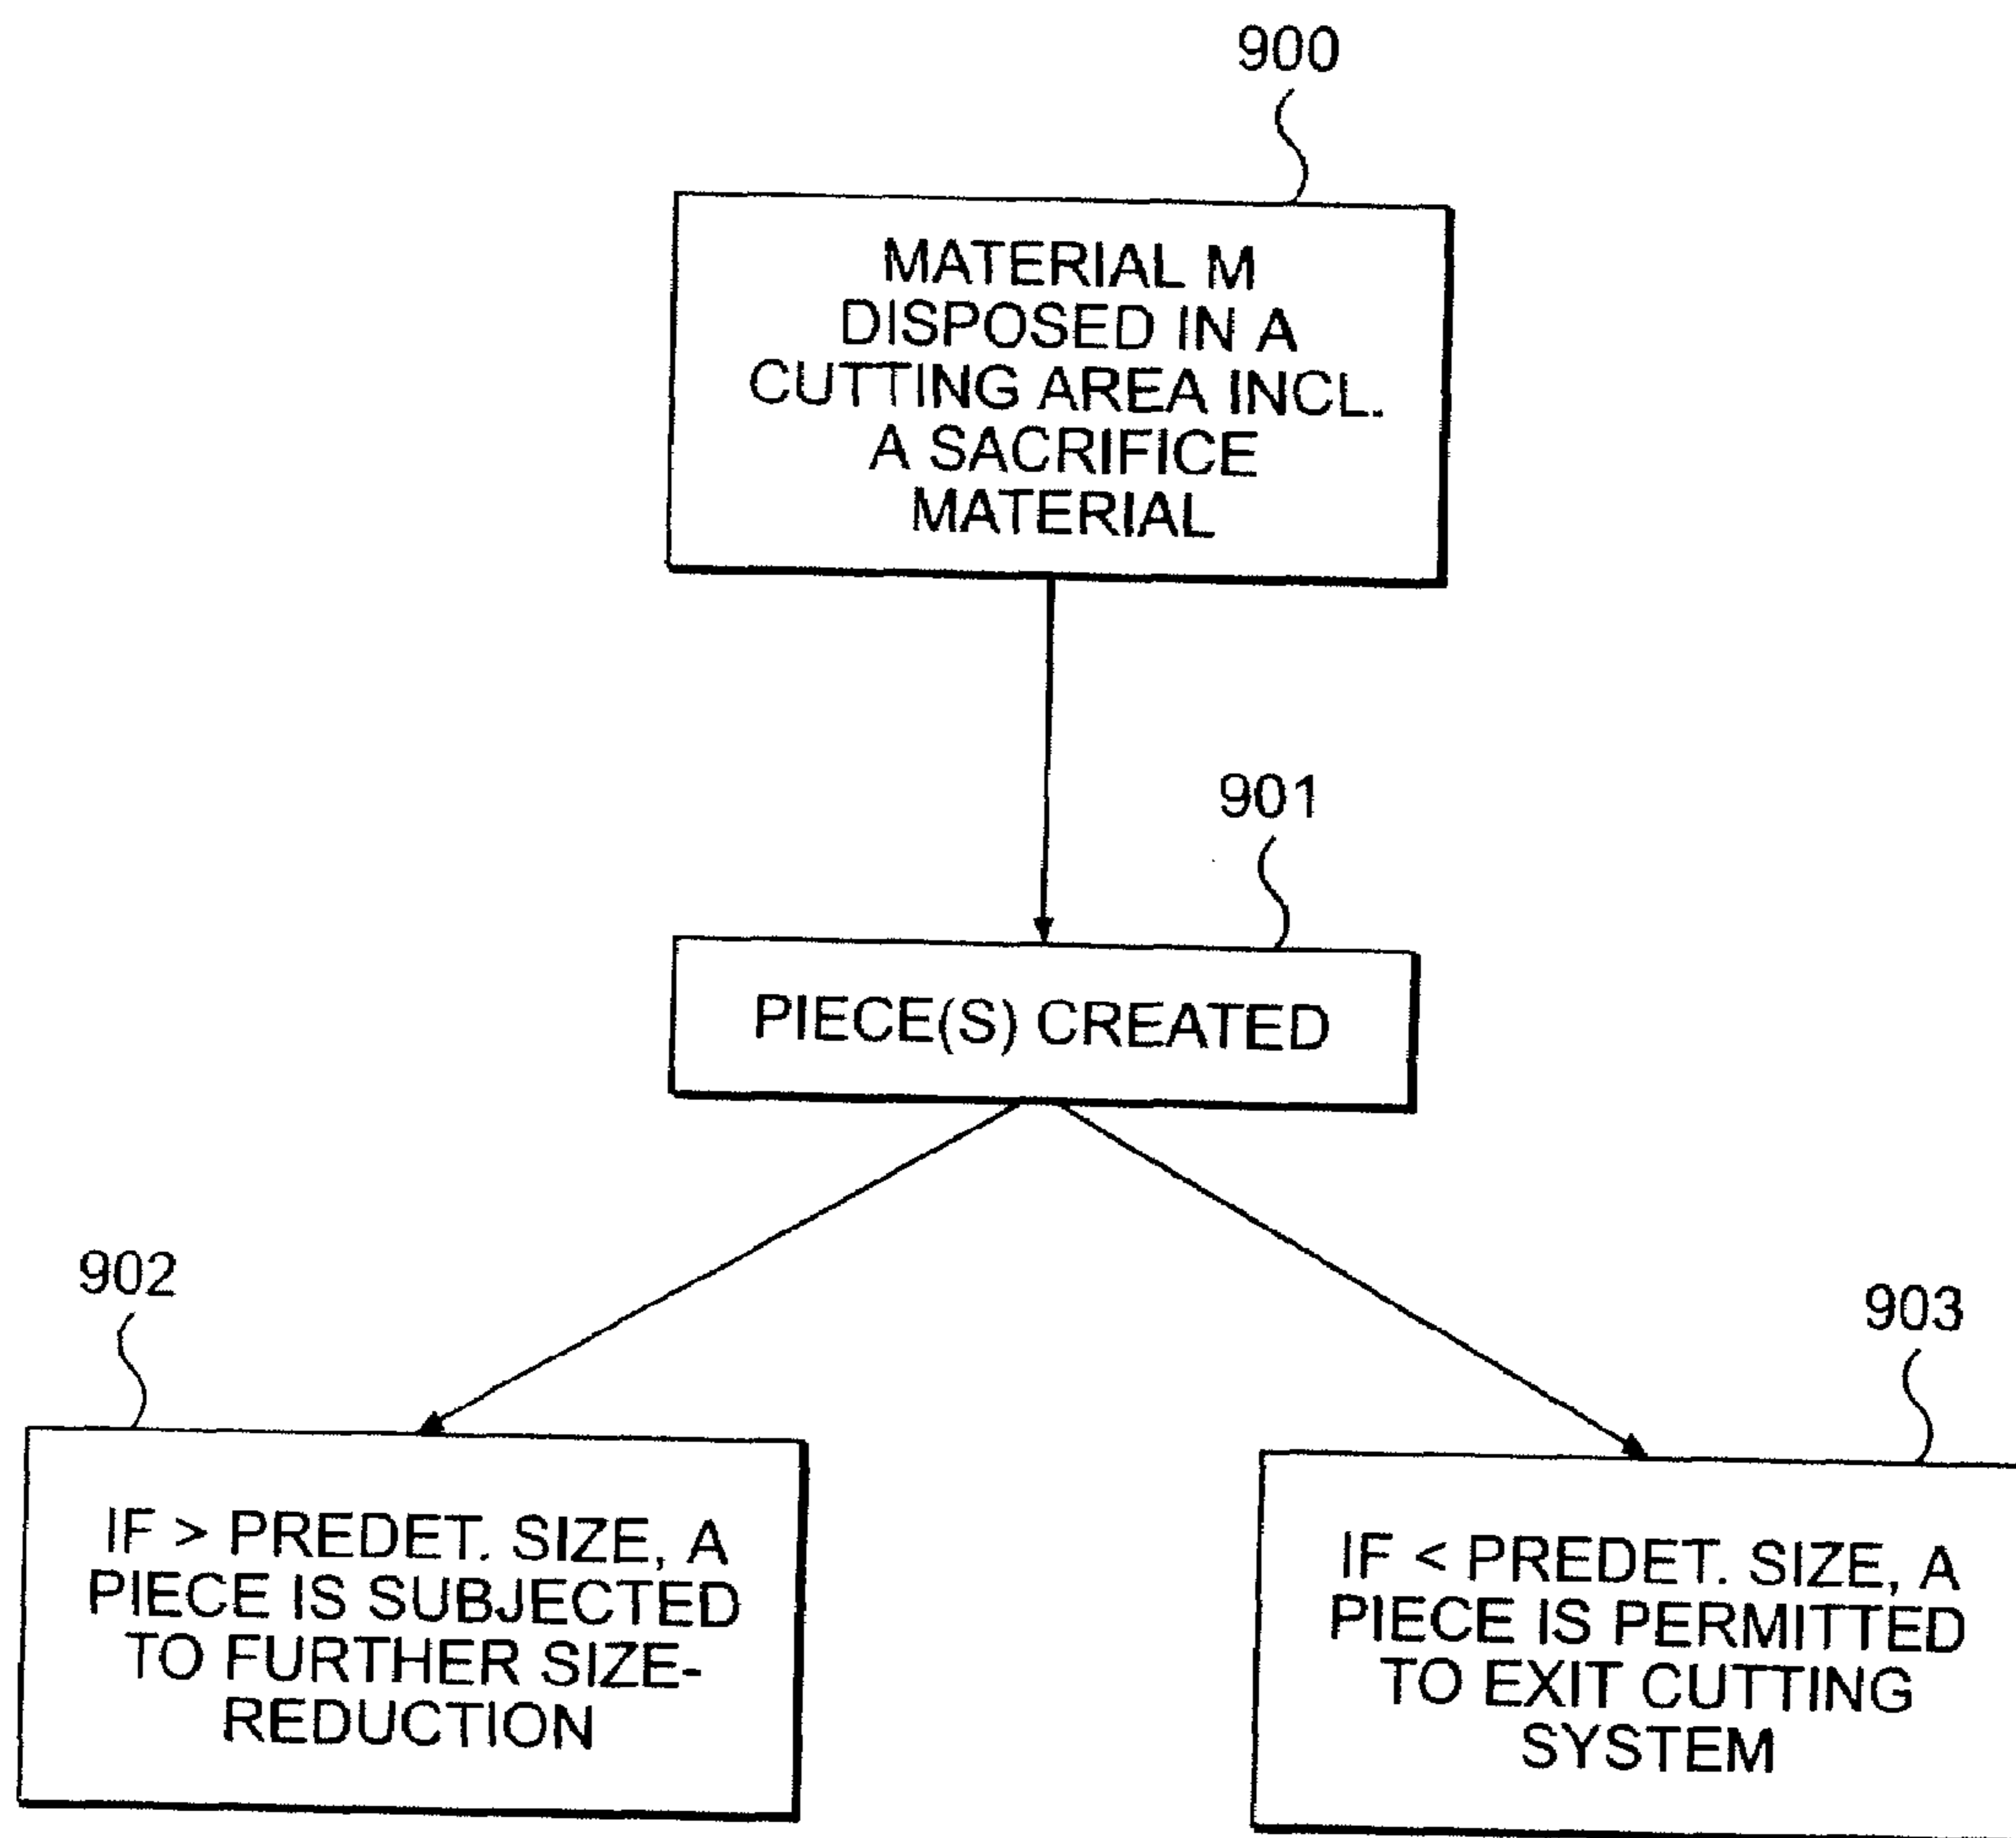 900
MATERIAL M
DISPOSED IN A
CUTTING AREA INCL.
A SACRIFICE
MATERIAL
901
PIECE(S) CREATED
902
IF > PREDET. SIZE, A
PIECE IS SUBJECTED
TO FURTHER SIZE-
REDUCTION
903
IF < PREDET. SIZE, A
PIECE IS PERMITTED
TO EXIT CUTTING
SYSTEM